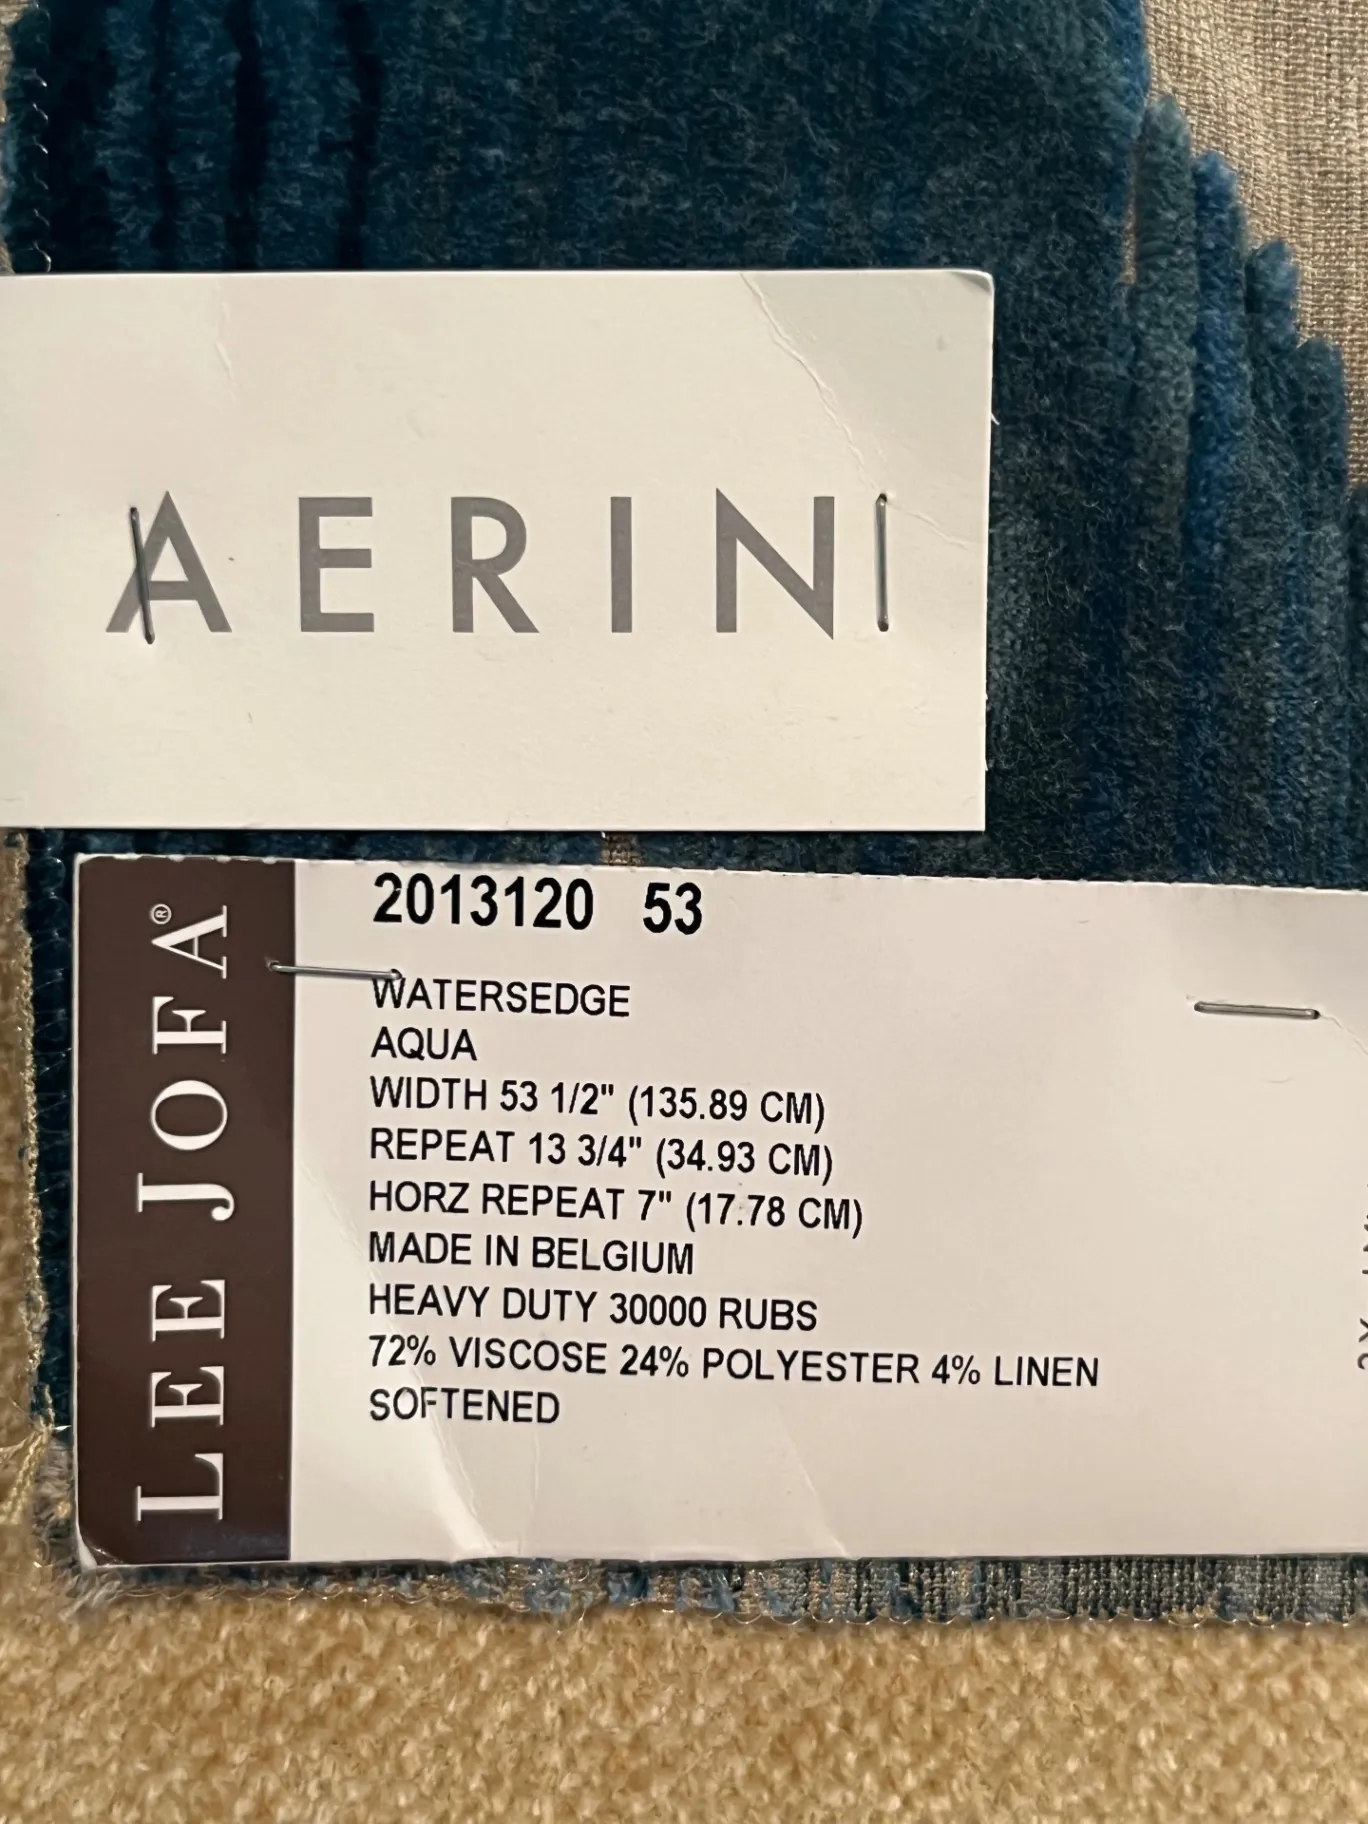 AERIN
LEE JOFA®
2013120 53
WATERSEDGE
AQUA
WIDTH 53 1/2" (135.89 CM)
REPEAT 13 3/4" (34.93 CM)
HORZ REPEAT 7" (17.78 CM)
MADE IN BELGIUM
HEAVY DUTY 30000 RUBS
72% VISCOSE 24% POLYESTER 4% LINEN
SOFTENED